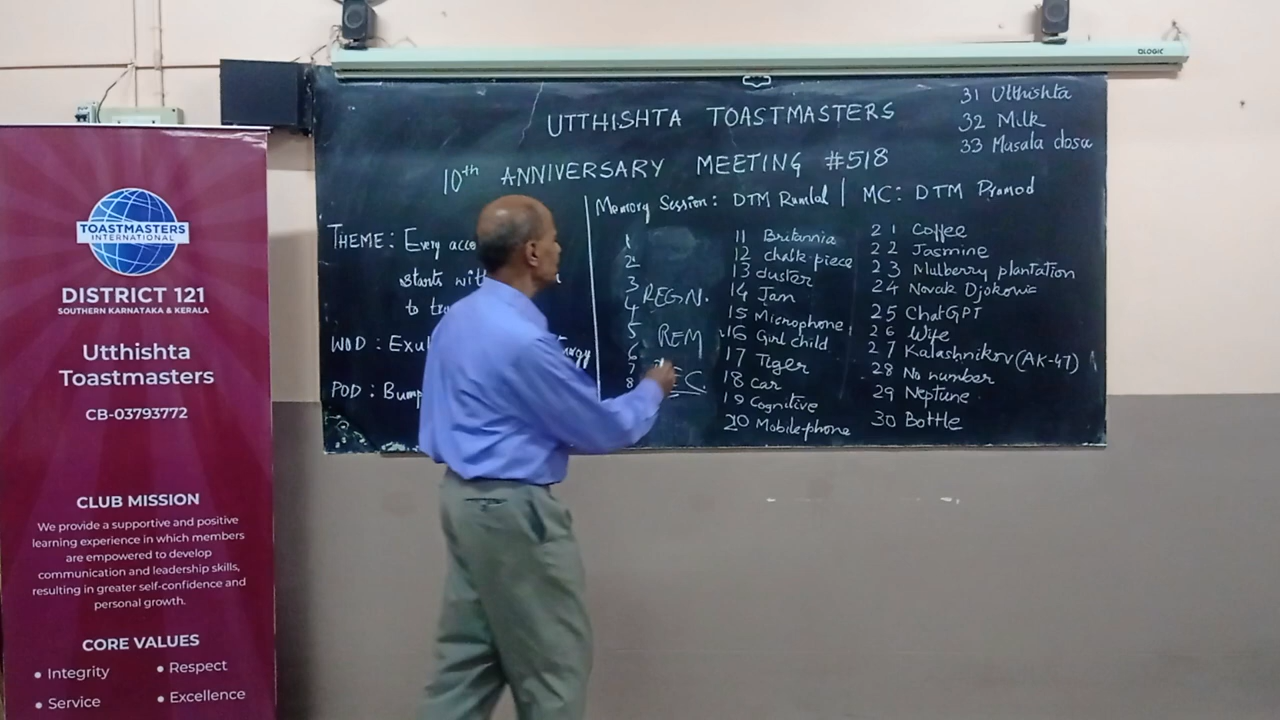 QLOGIC
UTTHISHTA TOASTMASTERS
10th ANNIVERSARY MEETING #518
31 Utthishta
32 Milk
33 Masala dosa
Memory Session: DTM Ramlal | MC: DTM Pramod
THEME: Every
starts
to
WOD:
POD: Bump
1
2
3
4
5
6
7
8
REGN.
REM
11 Britannia
12 chalk-piece
13 duster
14 Jam
15 Microphone
16 Girl child
17 Tiger
18 car
19 Cognitive
20 Mobile-phone
21 Coffee
22 Jasmine
23 Mulberry plantation
24 Novak Djokovic
25 ChatGPT
26 Wife
27 Kalashnikov (AK-47)
28 No number
29 Neptune
30 Bottle
TOASTMASTERS
INTERNATIONAL
DISTRICT 121
SOUTHERN KARNATAKA & KERALA
Utthishta
Toastmasters
CB-03793772
CLUB MISSION
We provide a supportive and positive
learning experience in which members
are empowered to develop
communication and leadership skills,
resulting in greater self-confidence and
personal growth.
CORE VALUES
• Integrity
• Respect
• Service
• Excellence